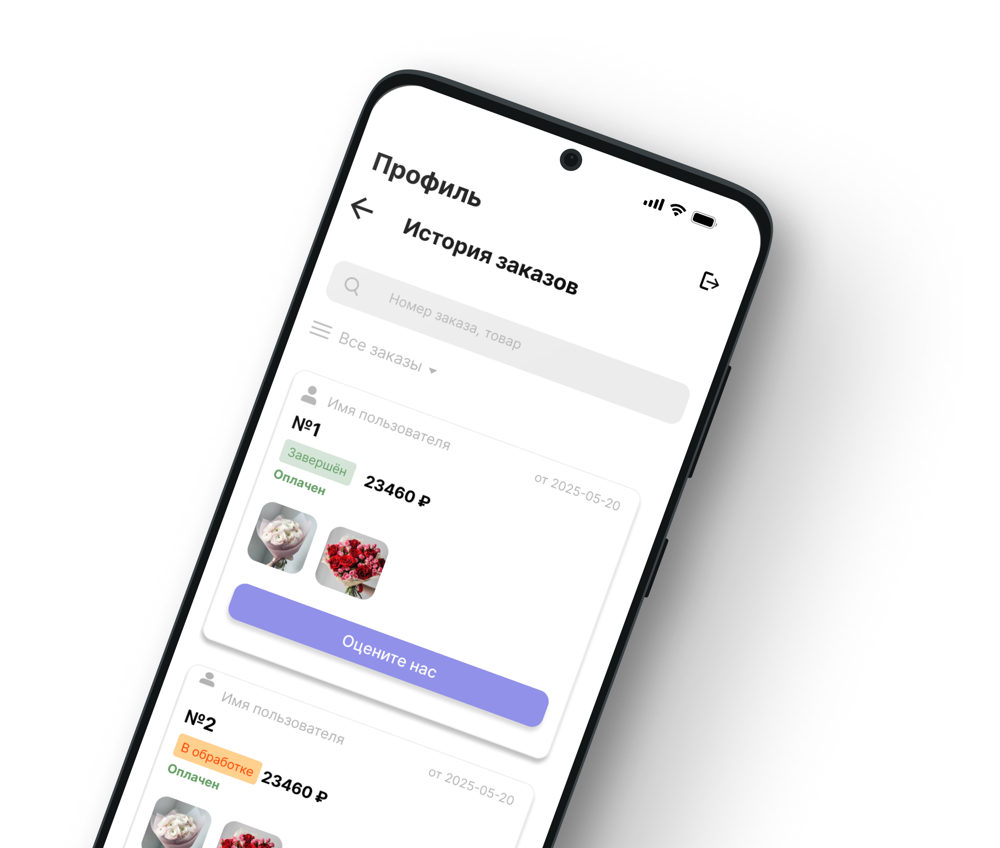 Профиль
История заказов
Номер заказа, товар
Все заказы
Имя пользователя
№1
от 2025-05-20
Завершён
23460 ₽
Оплачен
Оцените нас
Имя пользователя
№2
от 2025-05-20
В обработке
23460 ₽
Оплачен